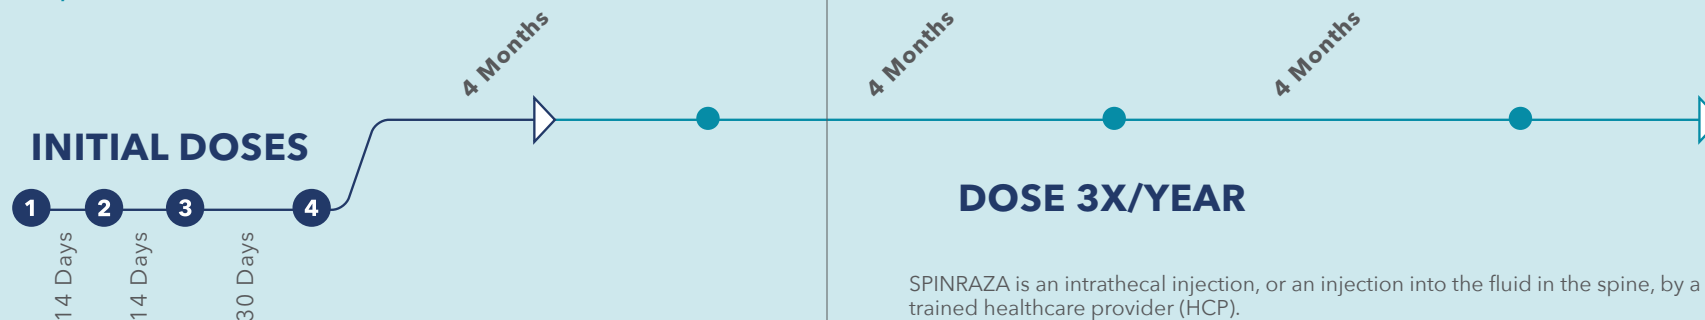 4 Months
4 Months
4 Months
INITIAL DOSES
1 2 3 4
DOSE 3X/YEAR
14 Days
14 Days
30 Days
SPINRAZA is an intrathecal injection, or an injection into the fluid in the spine, by a
trained healthcare provider (HCP).